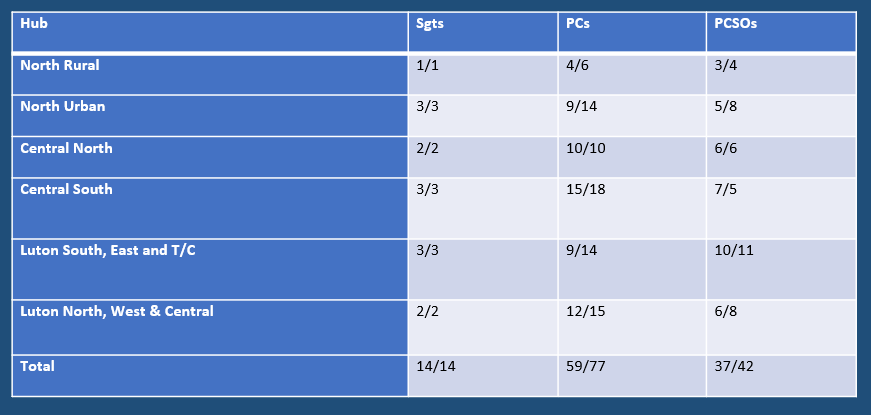 Hub Sgts PCs PCSOs
North Rural 1/1 4/6 3/4
North Urban 3/3 9/14 5/8
Central North 2/2 10/10 6/6
Central South 3/3 15/18 7/5
Luton South, East and T/C 3/3 9/14 10/11
Luton North, West & Central 2/2 12/15 6/8
Total 14/14 59/77 37/42